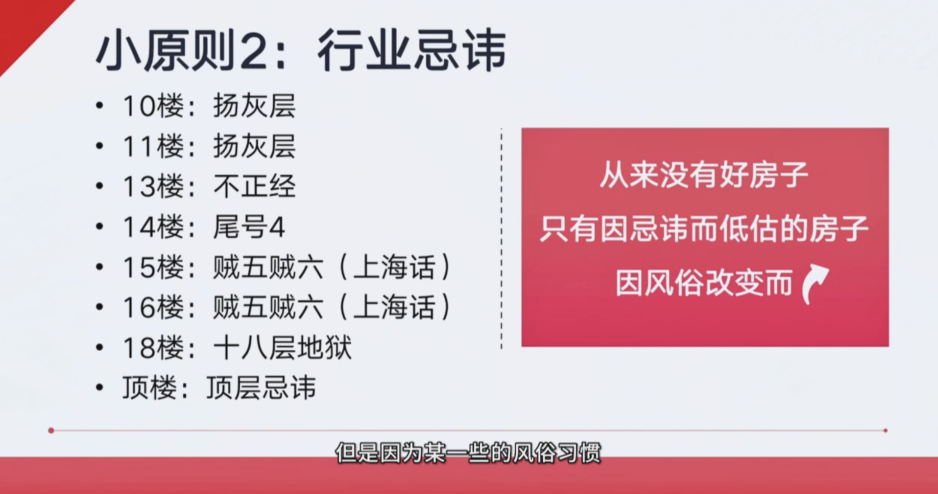 小原则2：行业忌讳
• 10楼：扬灰层
• 11楼：扬灰层
• 13楼：不正经
• 14楼：尾号4
• 15楼：贼五贼六（上海话）
• 16楼：贼五贼六（上海话）
• 18楼：十八层地狱
• 顶楼：顶层忌讳
从来没有好房子
只有因忌讳而低估的房子
因风俗改变而
但是因为某一些的风俗习惯